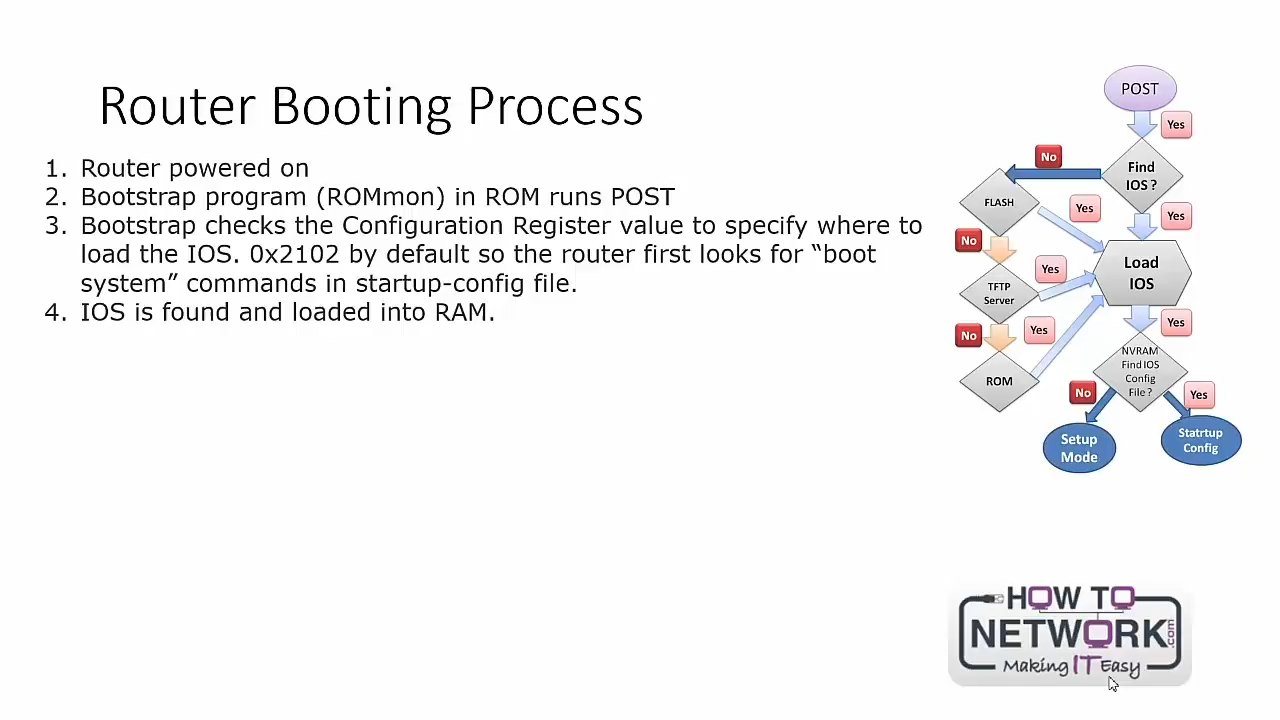 Router Booting Process
1. Router powered on
2. Bootstrap program (ROMmon) in ROM runs POST
3. Bootstrap checks the Configuration Register value to specify where to
load the IOS. 0x2102 by default so the router first looks for “boot
system” commands in startup-config file.
4. IOS is found and loaded into RAM.
POST
Yes
No
Find
IOS ?
FLASH
Yes
Yes
No
Load
IOS
Yes
TFTP
Server
Yes
No
Yes
NVRAM
Find IOS
Config
File ?
ROM
No
Yes
Setup
Mode
Statrtup
Config
HOW TO
NETWORK.com
Making IT Easy